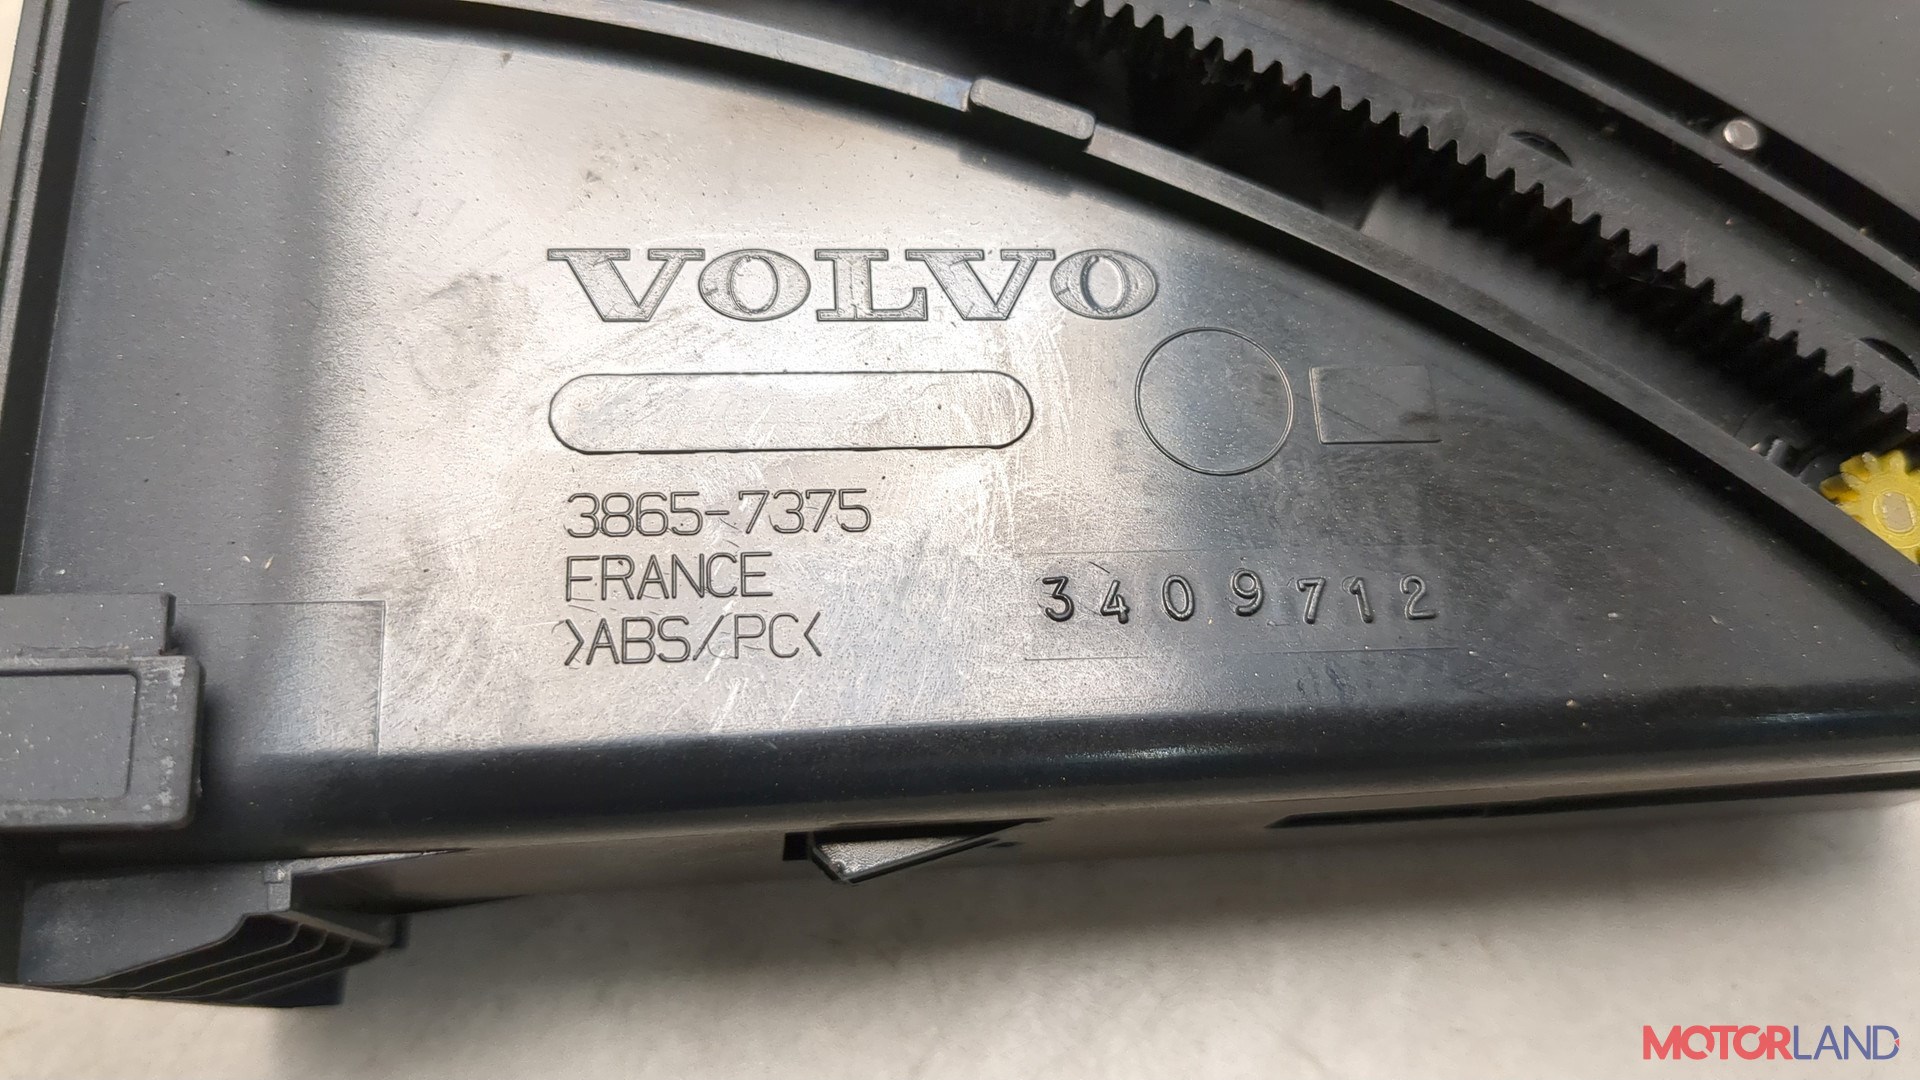 VOLVO
3865-7375
FRANCE
>ABS/PC<
3409712
MOTORLAND